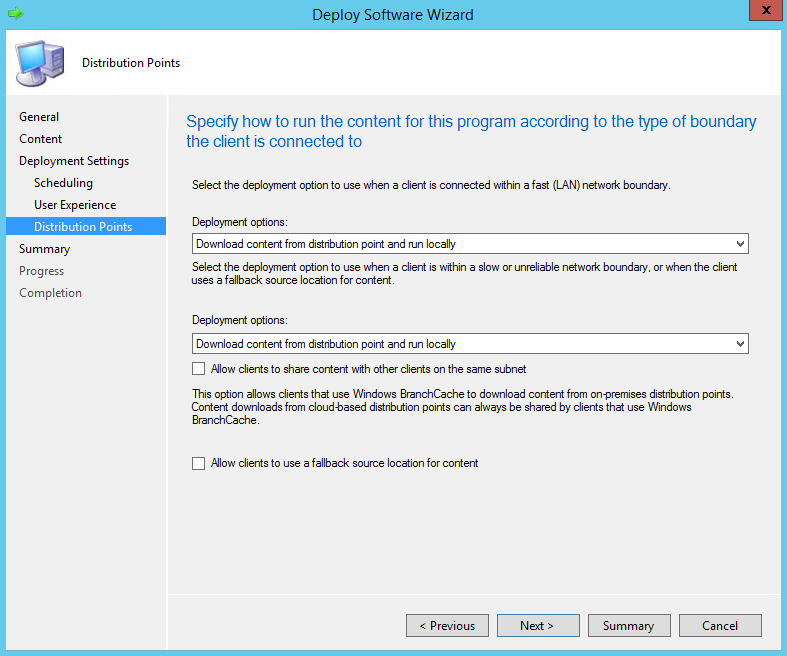 Deploy Software Wizard
x
Distribution Points
General
Content
Deployment Settings
Scheduling
User Experience
Distribution Points
Summary
Progress
Completion
Specify how to run the content for this program according to the type of boundary
the client is connected to
Select the deployment option to use when a client is connected within a fast (LAN) network boundary.
Deployment options:
Download content from distribution point and run locally
Select the deployment option to use when a client is within a slow or unreliable network boundary, or when the client
uses a fallback source location for content.
Deployment options:
Download content from distribution point and run locally
Allow clients to share content with other clients on the same subnet
This option allows clients that use Windows BranchCache to download content from on-premises distribution points.
Content downloads from cloud-based distribution points can always be shared by clients that use Windows
BranchCache.
Allow clients to use a fallback source location for content
< Previous
Next >
Summary
Cancel